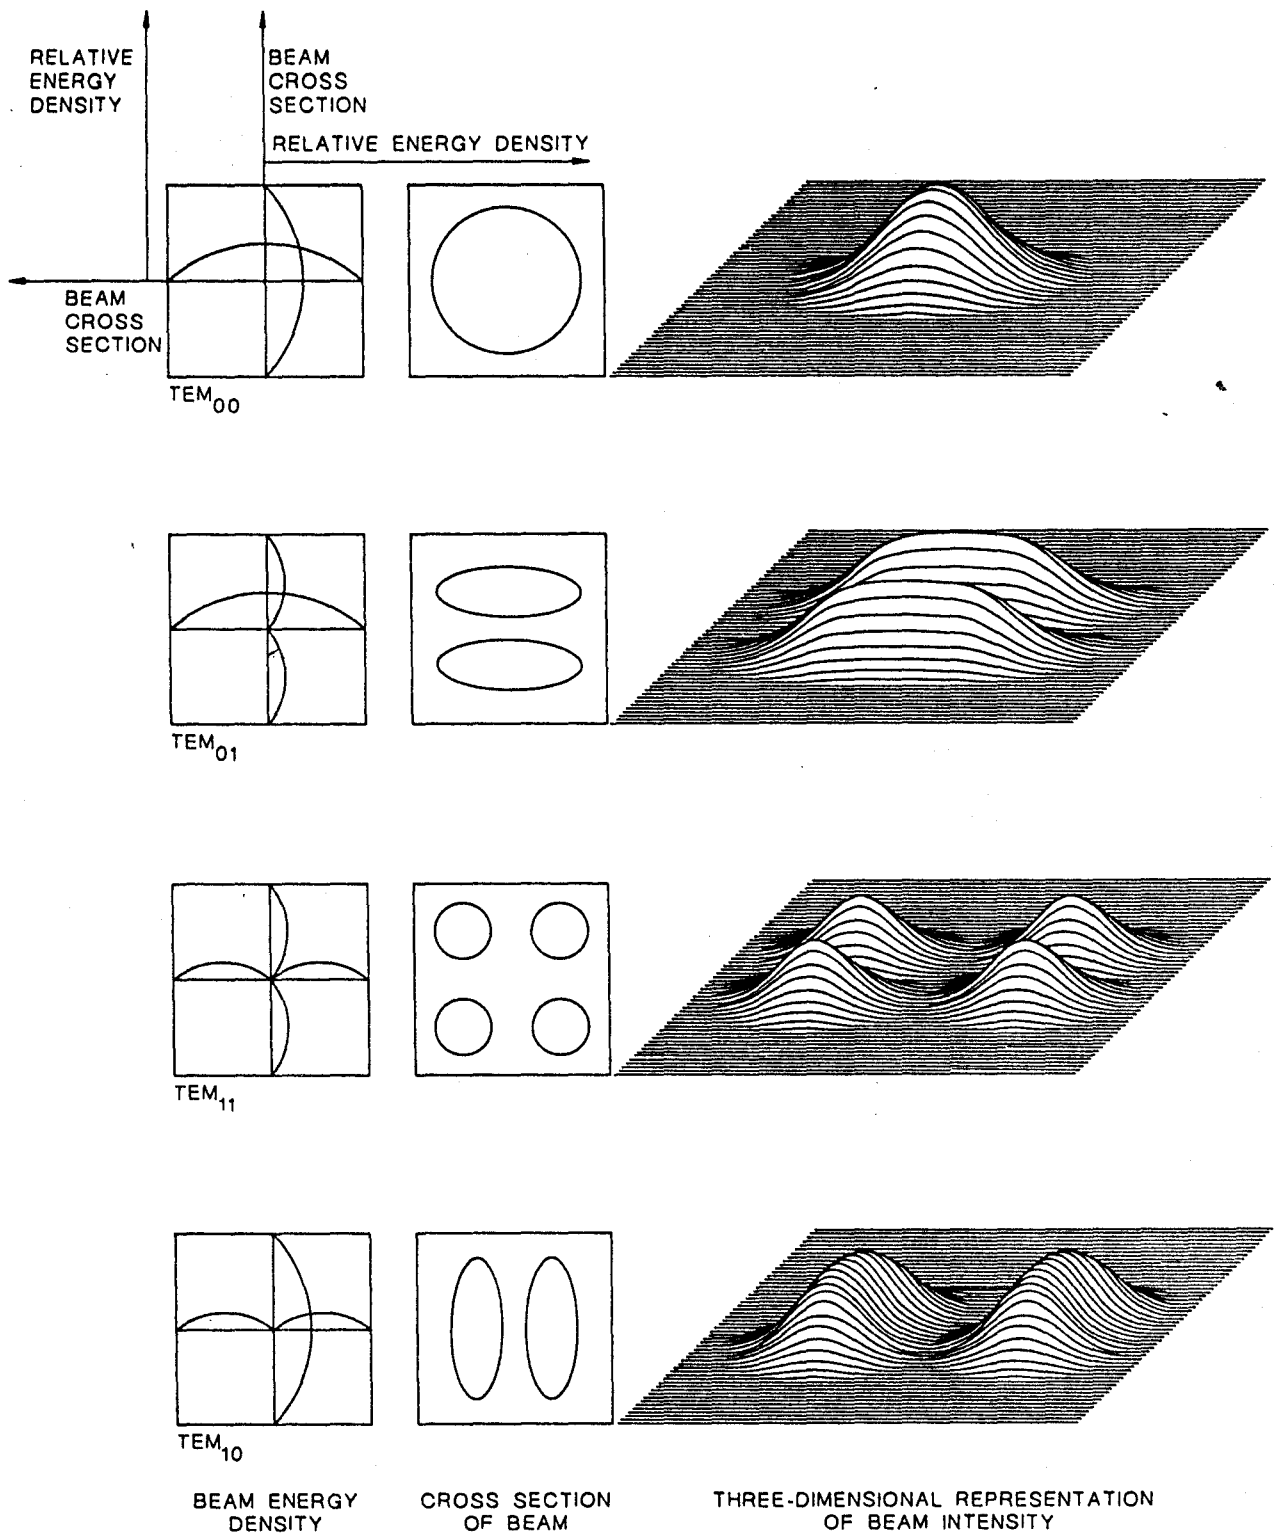 RELATIVE
ENERGY
DENSITY
BEAM
CROSS
SECTION
RELATIVE ENERGY DENSITY
BEAM
CROSS
SECTION
TEM00
TEM01
TEM11
TEM10
BEAM ENERGY
DENSITY
CROSS SECTION
OF BEAM
THREE-DIMENSIONAL REPRESENTATION
OF BEAM INTENSITY